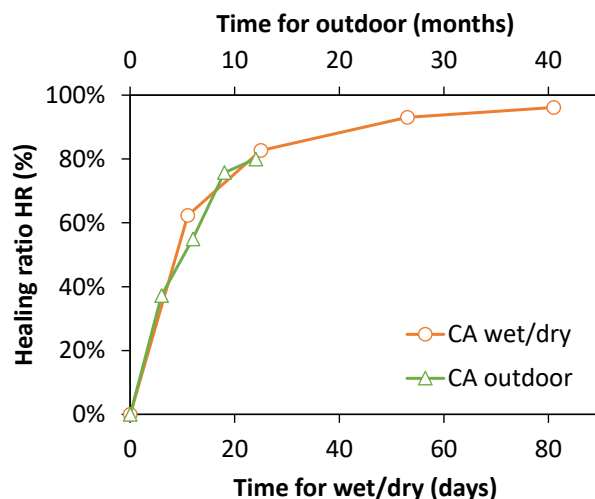 Time for outdoor (months)
0 10 20 30 40
100%
80%
60%
40%
20%
0%
Healing ratio HR (%)
CA wet/dry
CA outdoor
0 20 40 60 80
Time for wet/dry (days)